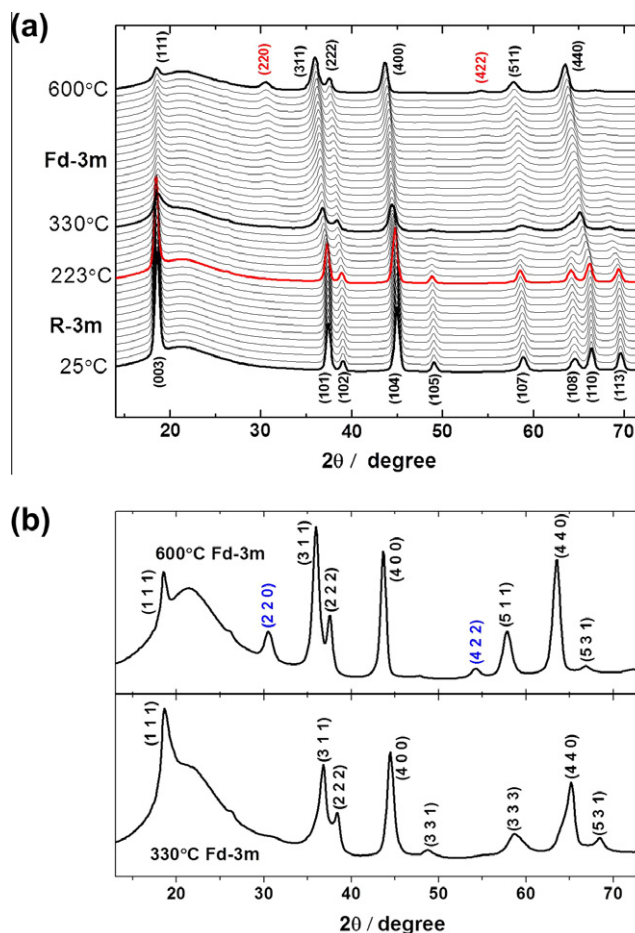 (a)
(111)
(220)
(311)
(222)
(400)
(422)
(511)
(440)
600°C
Fd-3m
330°C
223°C
R-3m
25°C
(003)
(101)
(102)
(104)
(105)
(107)
(108)
(110)
(113)
20 30 40 50 60 70
2θ / degree
(b)
600°C Fd-3m
(1 1 1)
(2 2 0)
(3 1 1)
(2 2 2)
(4 0 0)
(4 2 2)
(5 1 1)
(4 4 0)
(5 3 1)
(1 1 1)
(3 1 1)
(2 2 2)
(4 0 0)
(3 3 1)
(3 3 3)
(4 4 0)
(5 3 1)
330°C Fd-3m
20 30 40 50 60 70
2θ / degree